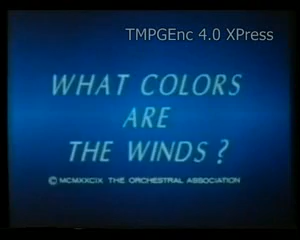 TMPGEnc 4.0 XPress
WHAT COLORS
ARE
THE WINDS?
© MCMXXCIX THE ORCHESTRAL ASSOCIATION